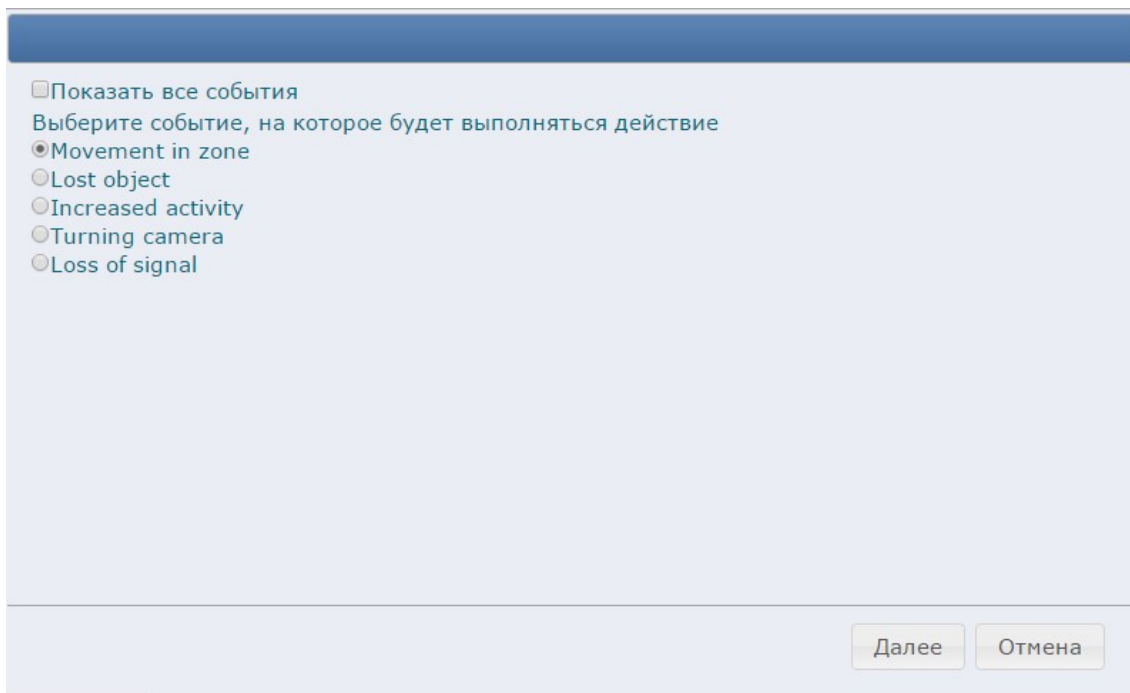 Показать все события
Выберите событие, на которое будет выполняться действие
Movement in zone
Lost object
Increased activity
Turning camera
Loss of signal
Далее Отмена